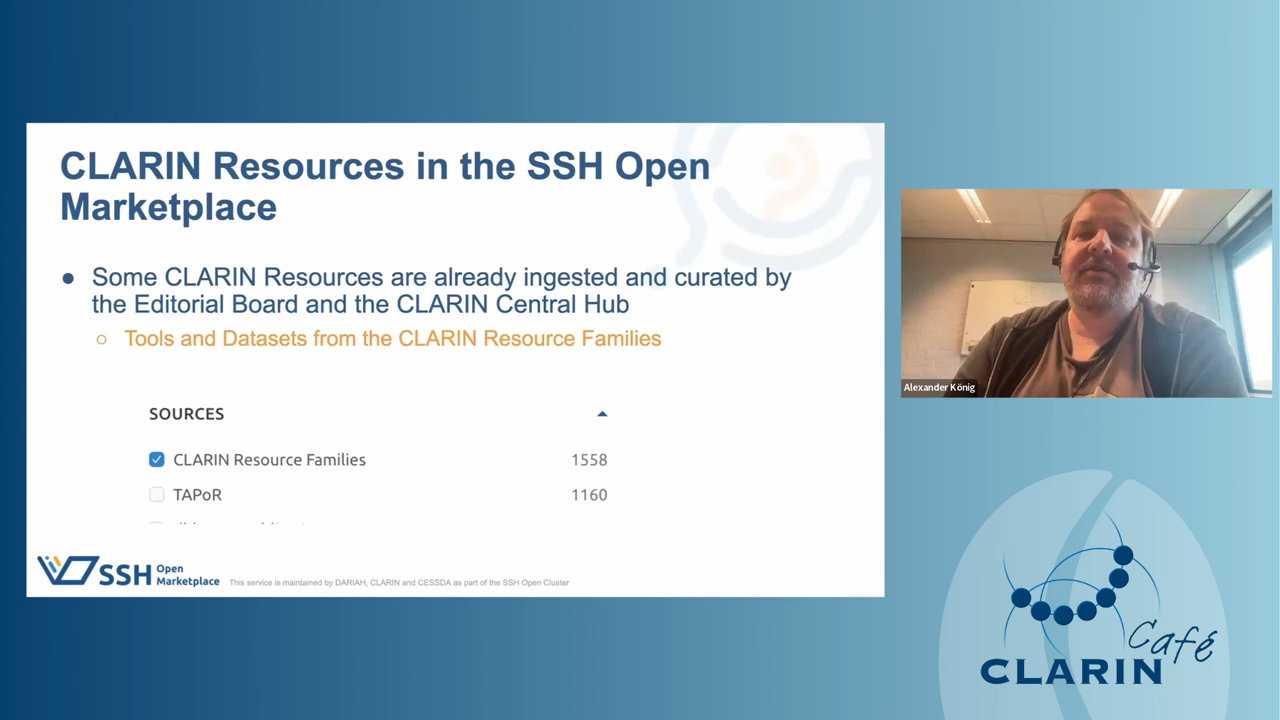 CLARIN Resources in the SSH Open
Marketplace
● Some CLARIN Resources are already ingested and curated by
the Editorial Board and the CLARIN Central Hub
○ Tools and Datasets from the CLARIN Resource Families
SOURCES
CLARIN Resource Families 1558
TAPoR 1160
SSH Open
Marketplace
This service is maintained by DARIAH, CLARIN and CESSDA as part of the SSH Open Cluster
Alexander König
Café
CLARIN